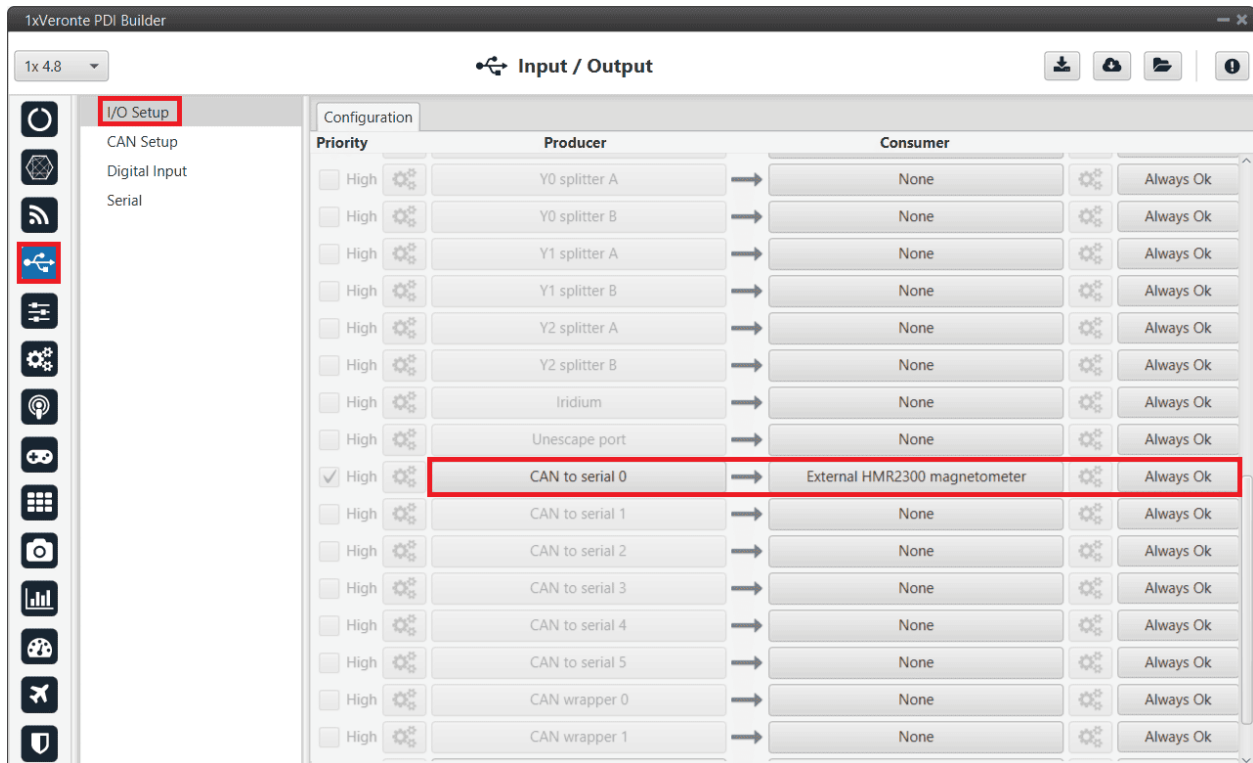 1xVeronte PDI Builder
1x 4.8
Input / Output
I/O Setup
CAN Setup
Digital Input
Serial
Configuration
Priority Producer Consumer
High Y0 splitter A None Always Ok
High Y0 splitter B None Always Ok
High Y1 splitter A None Always Ok
High Y1 splitter B None Always Ok
High Y2 splitter A None Always Ok
High Y2 splitter B None Always Ok
High Iridium None Always Ok
High Unescape port None Always Ok
High CAN to serial 0 External HMR2300 magnetometer Always Ok
High CAN to serial 1 None Always Ok
High CAN to serial 2 None Always Ok
High CAN to serial 3 None Always Ok
High CAN to serial 4 None Always Ok
High CAN to serial 5 None Always Ok
High CAN wrapper 0 None Always Ok
High CAN wrapper 1 None Always Ok